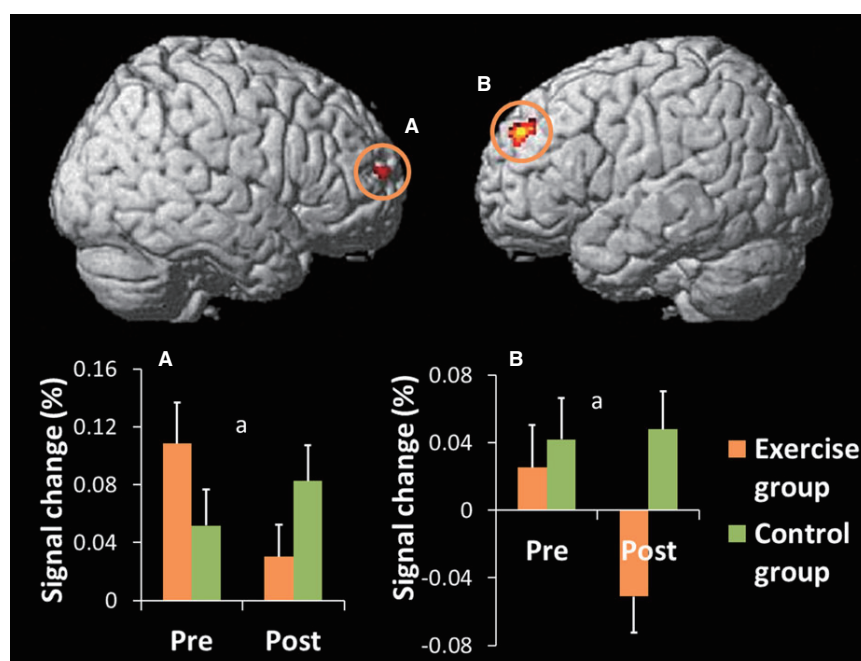 A
B
A
Signal change (%)
0.16
0.12
0.08
0.04
0
a
Pre
Post
B
Signal change (%)
0.08
0.04
0
-0.04
-0.08
a
Pre
Post
Exercise
group
Control
group